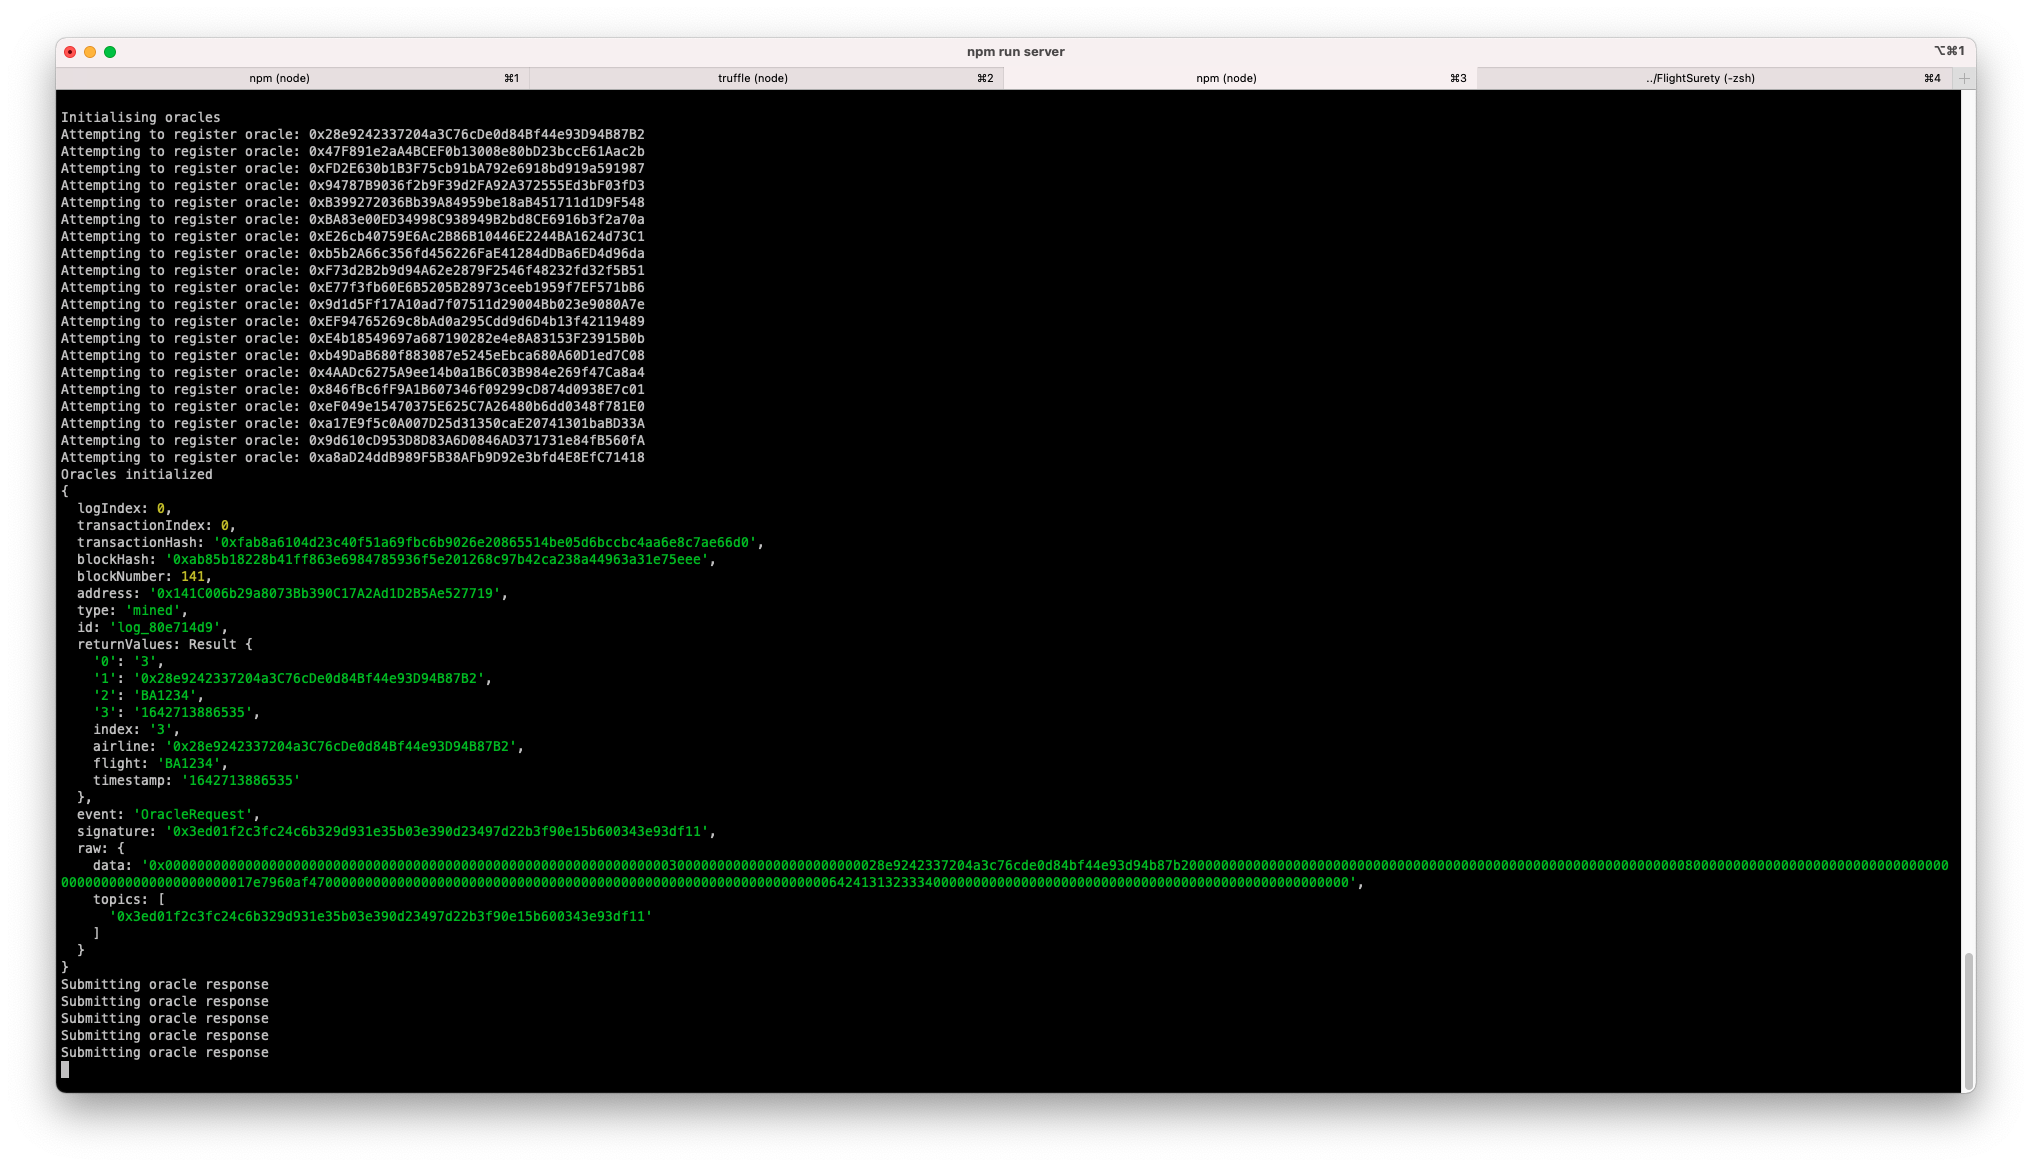 npm run server
⌥⌘1
npm (node) ⌘1 truffle (node) ⌘2 npm (node) ⌘3 ../FlightSurety (-zsh) ⌘4 +
Initialising oracles
Attempting to register oracle: 0x28e9242337204a3C76cDe0d84Bf44e93D94B87B2
Attempting to register oracle: 0x47F891e2aA4BCEF0b13008e80bD23bccE61Aac2b
Attempting to register oracle: 0xFD2E630b1B3F75cb91bA792e6918bd919a591987
Attempting to register oracle: 0x94787B9036f2b9F39d2FA92A372555Ed3bF03fD3
Attempting to register oracle: 0xB399272036Bb39A84959be18aB451711d1D9F548
Attempting to register oracle: 0xBA83e00ED34998C938949B2bd8CE6916b3f2a70a
Attempting to register oracle: 0xE26cb40759E6Ac2B86B10446E2244BA1624d73C1
Attempting to register oracle: 0xb5b2A66c356fd456226FaE41284dDBa6ED4d96da
Attempting to register oracle: 0xF73d2B2b9d94A62e2879F2546f48232fd32f5B51
Attempting to register oracle: 0xE77f3fb60E6B5205B28973ceeb1959f7EF571bB6
Attempting to register oracle: 0x9d1d5Ff17A10ad7f07511d29004Bb023e9080A7e
Attempting to register oracle: 0xEF94765269c8bAd0a295Cdd9d6D4b13f42119489
Attempting to register oracle: 0xE4b18549697a687190282e4e8A83153F23915B0b
Attempting to register oracle: 0xb49DaB680f883087e5245eEbca680A60D1ed7C08
Attempting to register oracle: 0x4AADc6275A9ee14b0a1B6C03B984e269f47Ca8a4
Attempting to register oracle: 0x846fBc6fF9A1B607346f09299cD874d0938E7c01
Attempting to register oracle: 0xeF049e15470375E625C7A26480b6dd0348f781E0
Attempting to register oracle: 0xa17E9f5c0A007D25d31350caE20741301baBD33A
Attempting to register oracle: 0x9d610cD953D8D83A6D0846AD371731e84fB560fA
Attempting to register oracle: 0xa8aD24ddB989F5B38AFb9D92e3bfd4E8EfC71418
Oracles initialized
{
logIndex: 0,
transactionIndex: 0,
transactionHash: '0xfab8a6104d23c40f51a69fbc6b9026e20865514be05d6bccbc4aa6e8c7ae66d0',
blockHash: '0xab85b18228b41ff863e6984785936f5e201268c97b42ca238a44963a31e75eee',
blockNumber: 141,
address: '0x141C006b29a8073Bb390C17A2Ad1D2B5Ae527719',
type: 'mined',
id: 'log_80e714d9',
returnValues: Result {
'0': '3',
'1': '0x28e9242337204a3C76cDe0d84Bf44e93D94B87B2',
'2': 'BA1234',
'3': '1642713886535',
index: '3',
airline: '0x28e9242337204a3C76cDe0d84Bf44e93D94B87B2',
flight: 'BA1234',
timestamp: '1642713886535'
},
event: 'OracleRequest',
signature: '0x3ed01f2c3fc24c6b329d931e35b03e390d23497d22b3f90e15b600343e93df11',
raw: {
data: '0x000000000000000000000000000000000000000000000000000000000000000300000000000000000000000028e9242337204a3c76cde0d84bf44e93d94b87b2000000000000000000000000000000000000000000000000000000000000008000000000000000000000000000000000
0000000000000000000017e7960af470000000000000000000000000000000000000000000000000000000000000006424131323334000000000000000000000000000000000000000000000000000000',
topics: [
'0x3ed01f2c3fc24c6b329d931e35b03e390d23497d22b3f90e15b600343e93df11'
]
}
}
Submitting oracle response
Submitting oracle response
Submitting oracle response
Submitting oracle response
Submitting oracle response